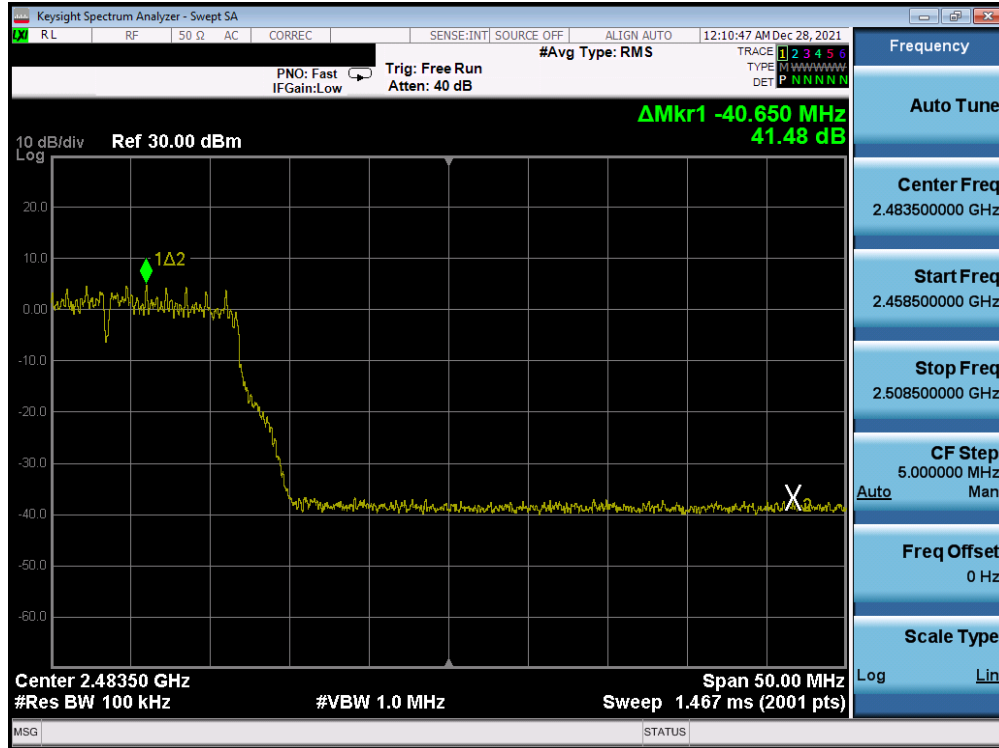 Keysight Spectrum Analyzer - Swept SA
LXI RL RF 50 Ω AC CORREC SENSE:INT SOURCE OFF ALIGN AUTO 12:10:47 AM Dec 28, 2021
#Avg Type: RMS
TRACE 1 2 3 4 5 6
TYPE M WWWWW
DET P N N N N N
PNO: Fast
IFGain:Low
Trig: Free Run
Atten: 40 dB
ΔMkr1 -40.650 MHz
41.48 dB
10 dB/div Ref 30.00 dBm
Log
20.0
10.0
0.00
-10.0
-20.0
-30.0
-40.0
-50.0
-60.0
1Δ2
X2
Center 2.48350 GHz
#Res BW 100 kHz
#VBW 1.0 MHz
Span 50.00 MHz
Sweep 1.467 ms (2001 pts)
MSG
STATUS
Frequency
Auto Tune
Center Freq
2.483500000 GHz
Start Freq
2.458500000 GHz
Stop Freq
2.508500000 GHz
CF Step
5.000000 MHz
Auto Man
Freq Offset
0 Hz
Scale Type
Log Lin